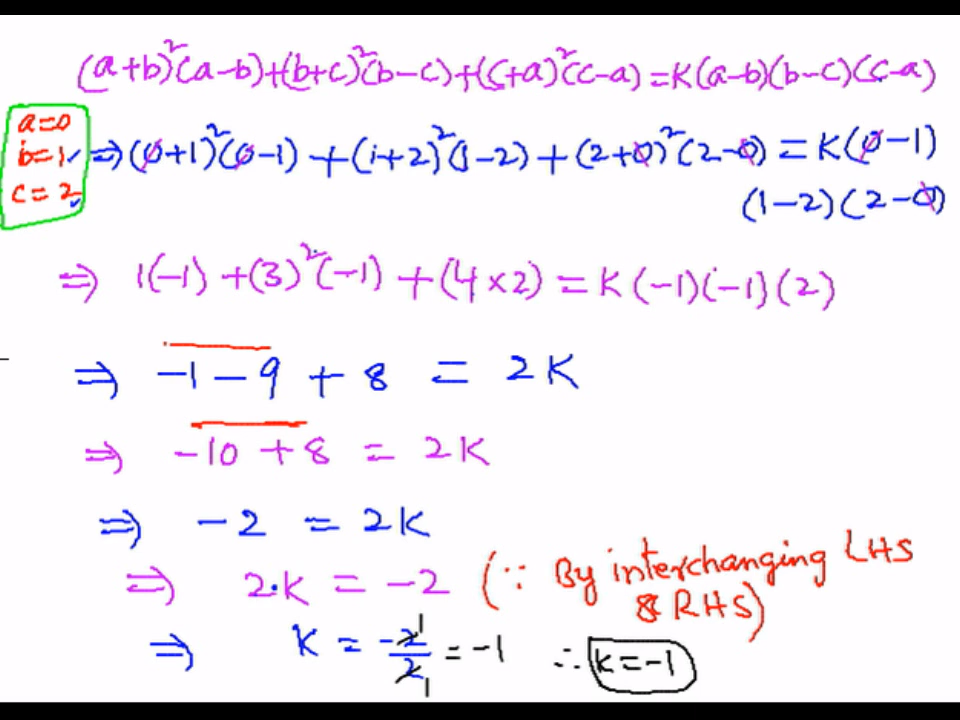 (a+b)²(a-b)+(b+c)²(b-c)+(c+a)²(c-a)=K(a-b)(b-c)(c-a)
a=0
b=1
c=2
⇒(0+1)²(0-1)+(1+2)²(1-2)+(2+0)²(2-0)=K(0-1)
(1-2)(2-0)
⇒ 1(-1)+(3)²(-1)+(4×2)=K(-1)(-1)(2)
⇒ -1-9+8 = 2K
⇒ -10+8 = 2K
⇒ -2 = 2K
⇒ 2·K = -2 (∵ By interchanging LHS
& RHS)
⇒ K = -2/2 = -1 ∴ K=-1